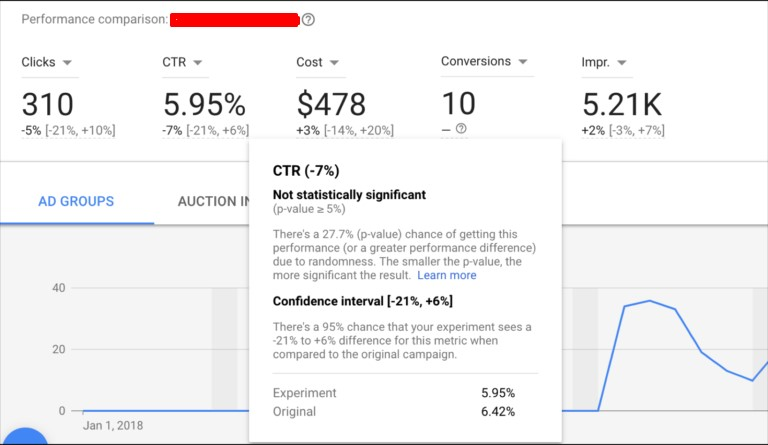 Performance comparison:
Clicks CTR Cost Conversions Impr.
310 5.95% $478 10 5.21K
-5% [-21%, +10%] -7% [-21%, +6%] +3% [-14%, +20%] — +2% [-3%, +7%]
CTR (-7%)
Not statistically significant
(p-value ≥ 5%)
AD GROUPS AUCTION IN
There's a 27.7% (p-value) chance of getting this
performance (or a greater performance difference)
due to randomness. The smaller the p-value, the
more significant the result. Learn more
Confidence interval [-21%, +6%]
There's a 95% chance that your experiment sees a
-21% to +6% difference for this metric when
compared to the original campaign.
Experiment 5.95%
Original 6.42%
40
20
0
Jan 1, 2018